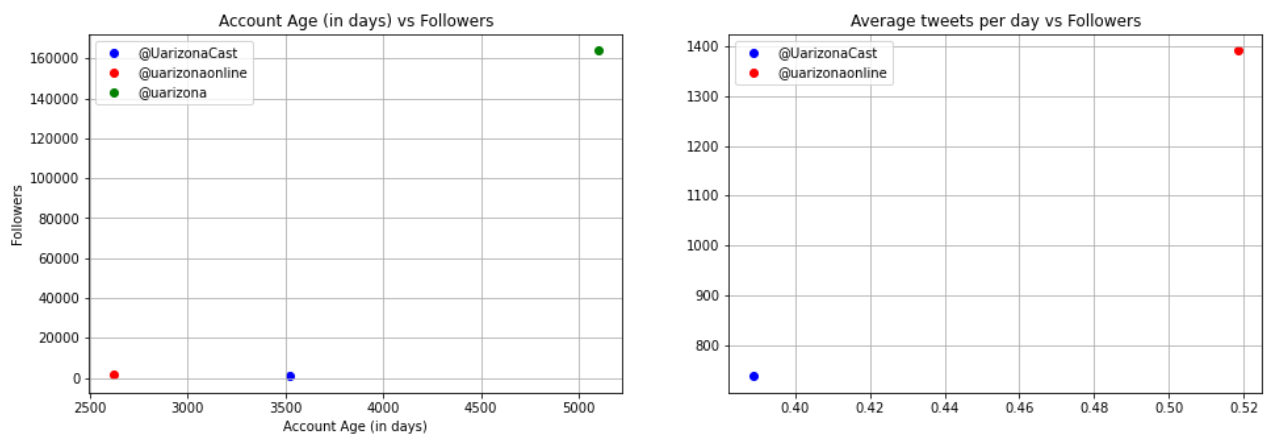 Account Age (in days) vs Followers
@UarizonaCast
@uarizonaonline
@uarizona
160000
140000
120000
100000
80000
60000
40000
20000
0
Followers
2500 3000 3500 4000 4500 5000
Account Age (in days)
Average tweets per day vs Followers
@UarizonaCast
@uarizonaonline
1400
1300
1200
1100
1000
900
800
0.40 0.42 0.44 0.46 0.48 0.50 0.52